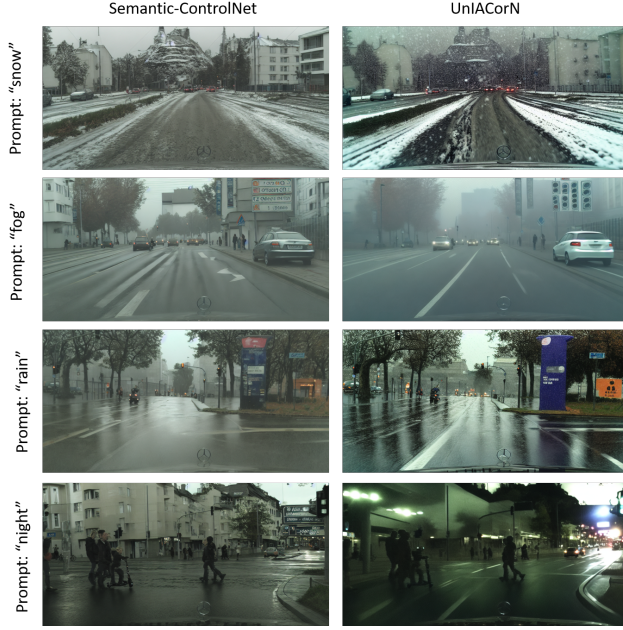 Semantic-ControlNet
UnIACorN
Prompt: “snow”
Prompt: “fog”
Prompt: “rain”
Prompt: “night”